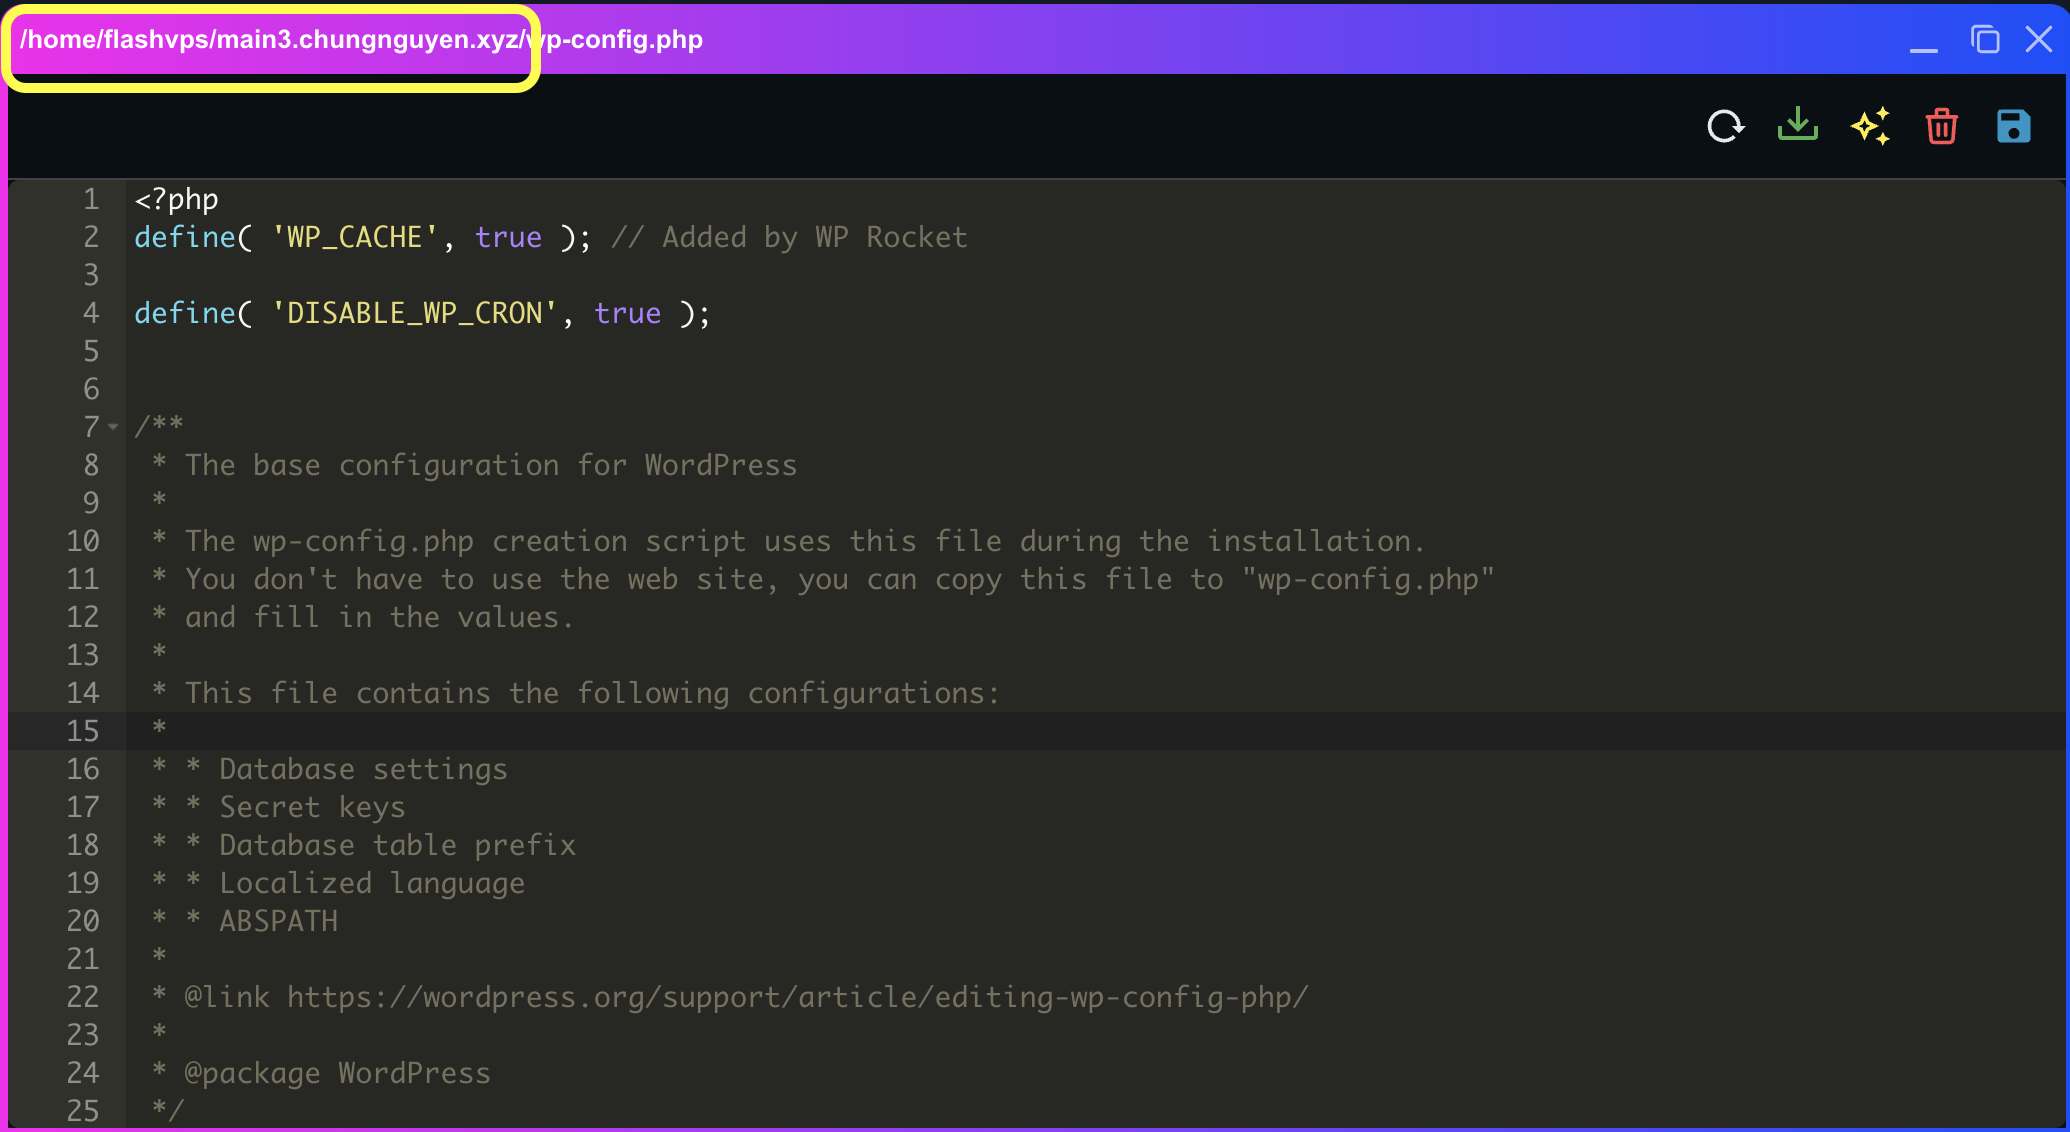 /home/flashvps/main3.chungnguyen.xyz/wp-config.php
1 <?php
2 define( 'WP_CACHE', true ); // Added by WP Rocket
3
4 define( 'DISABLE_WP_CRON', true );
5
6
7 /**
8 * The base configuration for WordPress
9 *
10 * The wp-config.php creation script uses this file during the installation.
11 * You don't have to use the web site, you can copy this file to "wp-config.php"
12 * and fill in the values.
13 *
14 * This file contains the following configurations:
15 *
16 * * Database settings
17 * * Secret keys
18 * * Database table prefix
19 * * Localized language
20 * * ABSPATH
21 *
22 * @link https://wordpress.org/support/article/editing-wp-config-php/
23 *
24 * @package WordPress
25 */